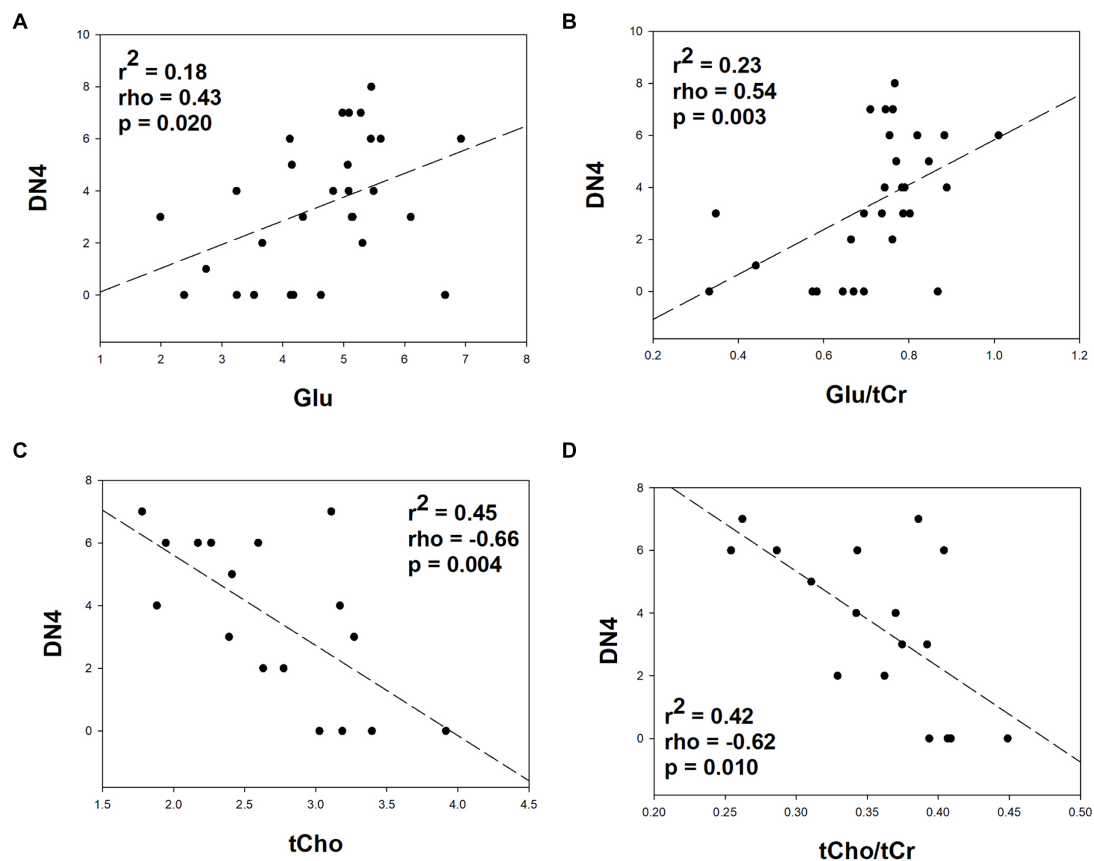 A
10
8
6
4
2
0
DN4
r2 = 0.18
rho = 0.43
p = 0.020
1 2 3 4 5 6 7 8
Glu
B
10
8
6
4
2
0
DN4
r2 = 0.23
rho = 0.54
p = 0.003
0.2 0.4 0.6 0.8 1.0 1.2
Glu/tCr
C
8
6
4
2
0
DN4
r2 = 0.45
rho = -0.66
p = 0.004
1.5 2.0 2.5 3.0 3.5 4.0 4.5
tCho
D
8
6
4
2
0
DN4
r2 = 0.42
rho = -0.62
p = 0.010
0.20 0.25 0.30 0.35 0.40 0.45 0.50
tCho/tCr